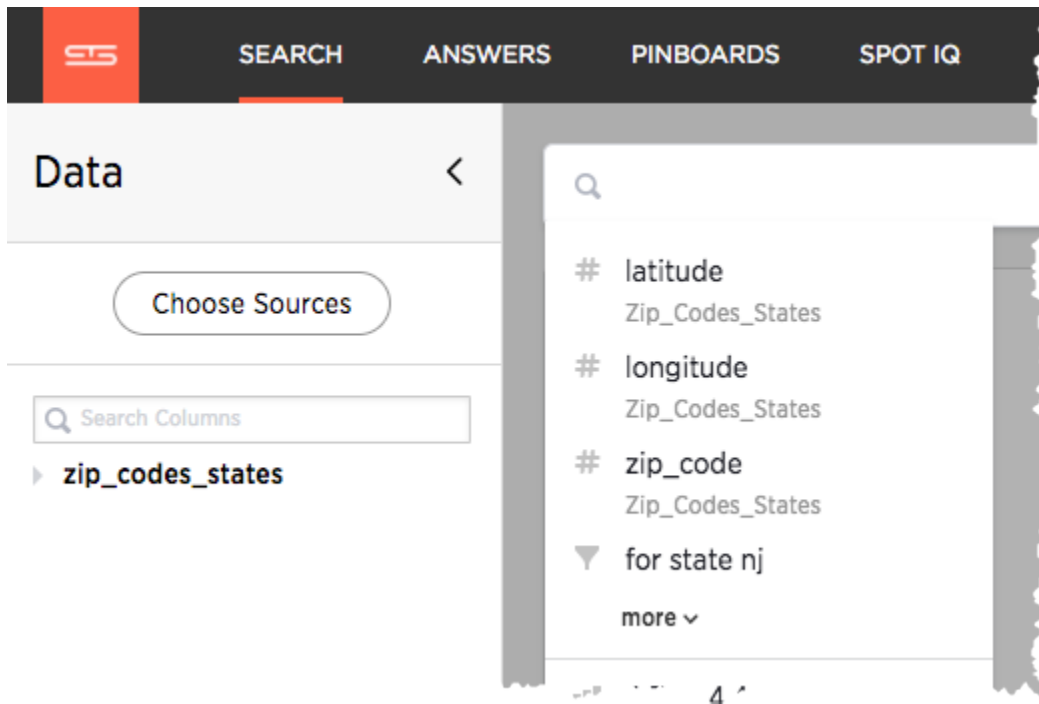 SEARCH ANSWERS PINBOARDS SPOT IQ
Data
Choose Sources
Search Columns
zip_codes_states
latitude
Zip_Codes_States
longitude
Zip_Codes_States
zip_code
Zip_Codes_States
for state nj
more